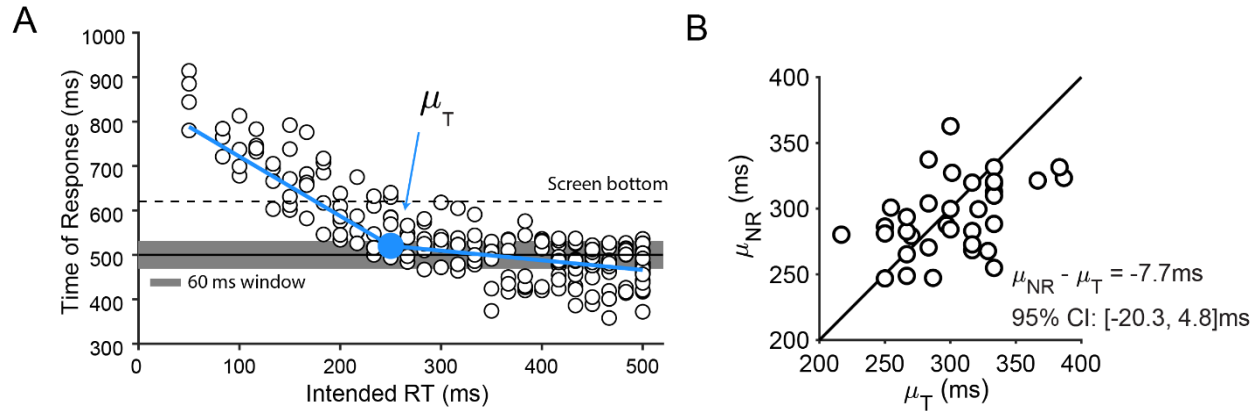 A
1000
900
800
700
600
500
400
300
Time of Response (ms)
μT
Screen bottom
60 ms window
0
100
200
300
400
500
Intended RT (ms)
B
400
350
300
250
200
μNR (ms)
μNR - μT = -7.7ms
95% CI: [-20.3, 4.8]ms
200
250
300
350
400
μT (ms)